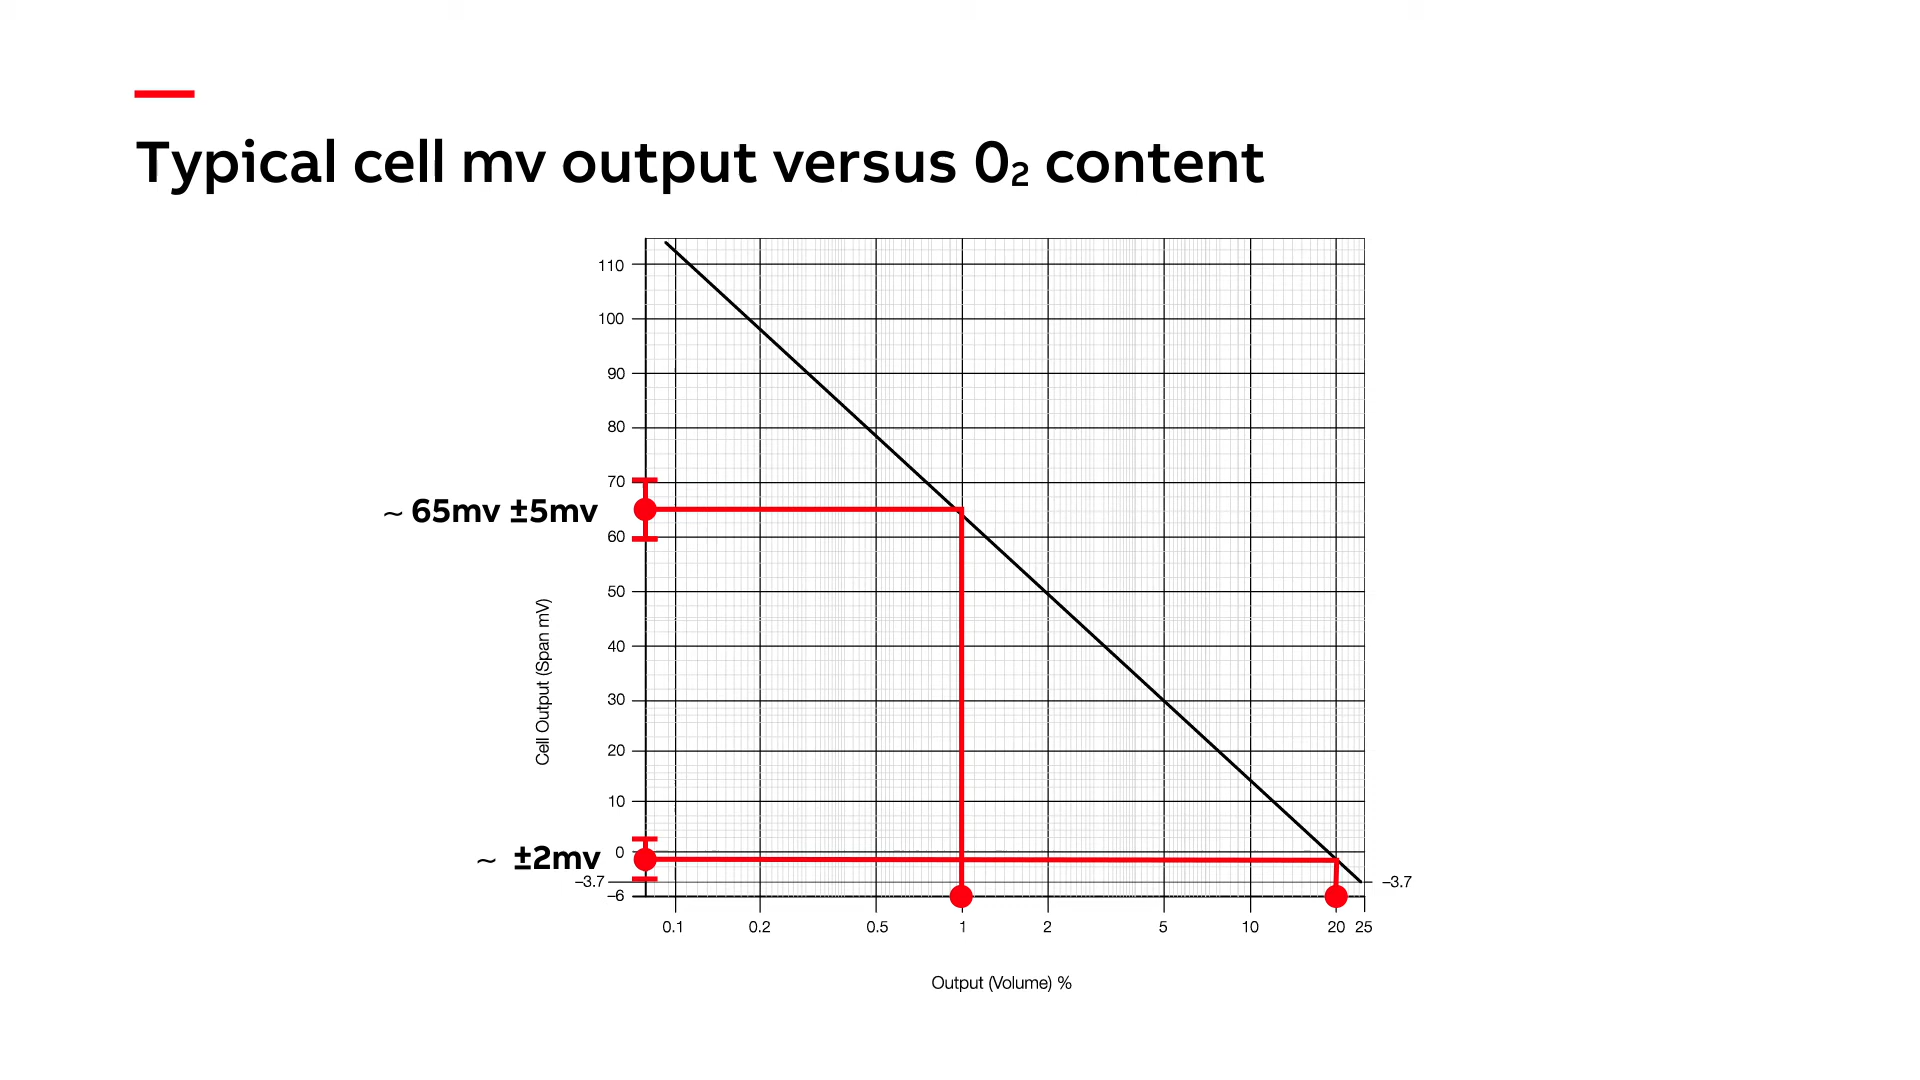 Typical cell mv output versus 0₂ content
110
100
90
80
70
~ 65mv ±5mv
60
50
40
30
20
10
0
~ ±2mv
–3.7
–3.7
–6
Cell Output (Span mV)
0.1 0.2 0.5 1 2 5 10 20 25
Output (Volume) %